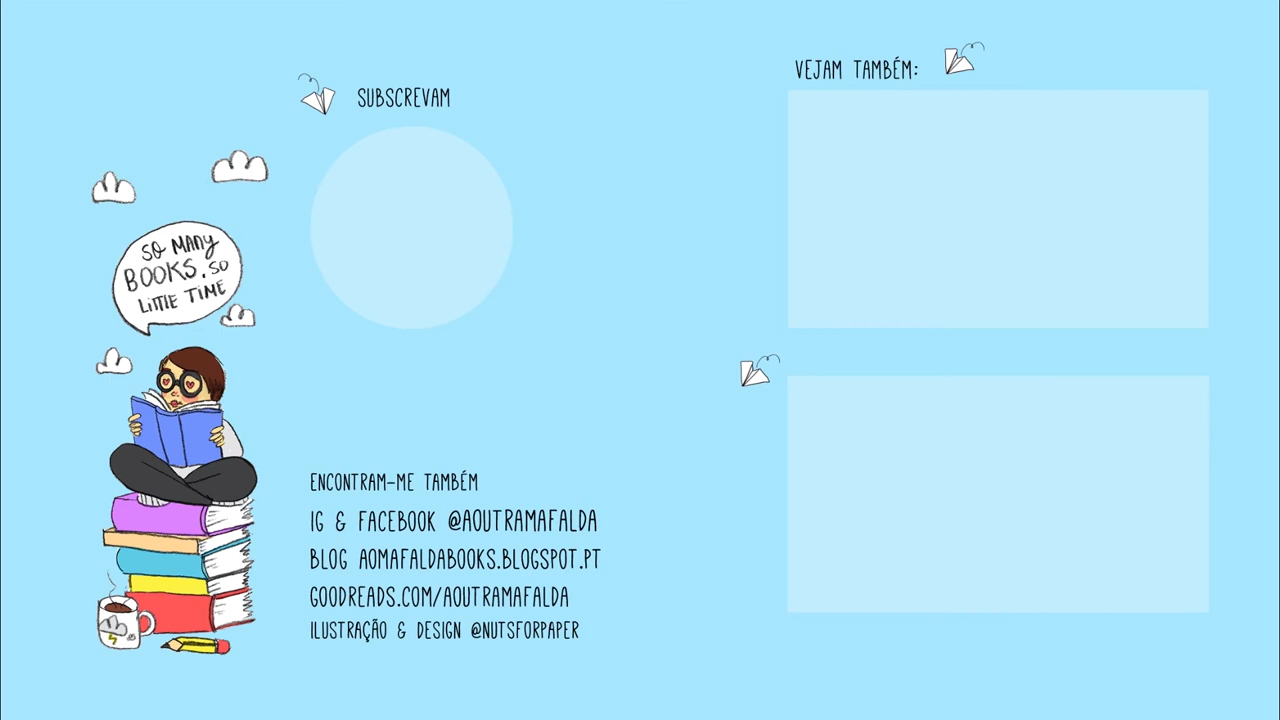 SUBSCREVAM
VEJAM TAMBÉM:
SO MANY
BOOKS, SO
LITTLE TIME
ENCONTRAM-ME TAMBÉM
IG & FACEBOOK @AOUTRAMAFALDA
BLOG AOMAFALDABOOKS.BLOGSPOT.PT
GOODREADS.COM/AOUTRAMAFALDA
ILUSTRAÇÃO & DESIGN @NUTSFORPAPER